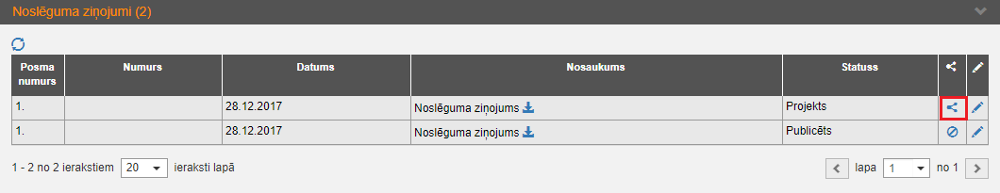 Noslēguma ziņojumi (2)
Posma numurs Numurs Datums Nosaukums Statuss
1. 28.12.2017 Noslēguma ziņojums Projekts
1. 28.12.2017 Noslēguma ziņojums Publicēts
1 - 2 no 2 ierakstiem 20 ieraksti lapā lapa 1 no 1